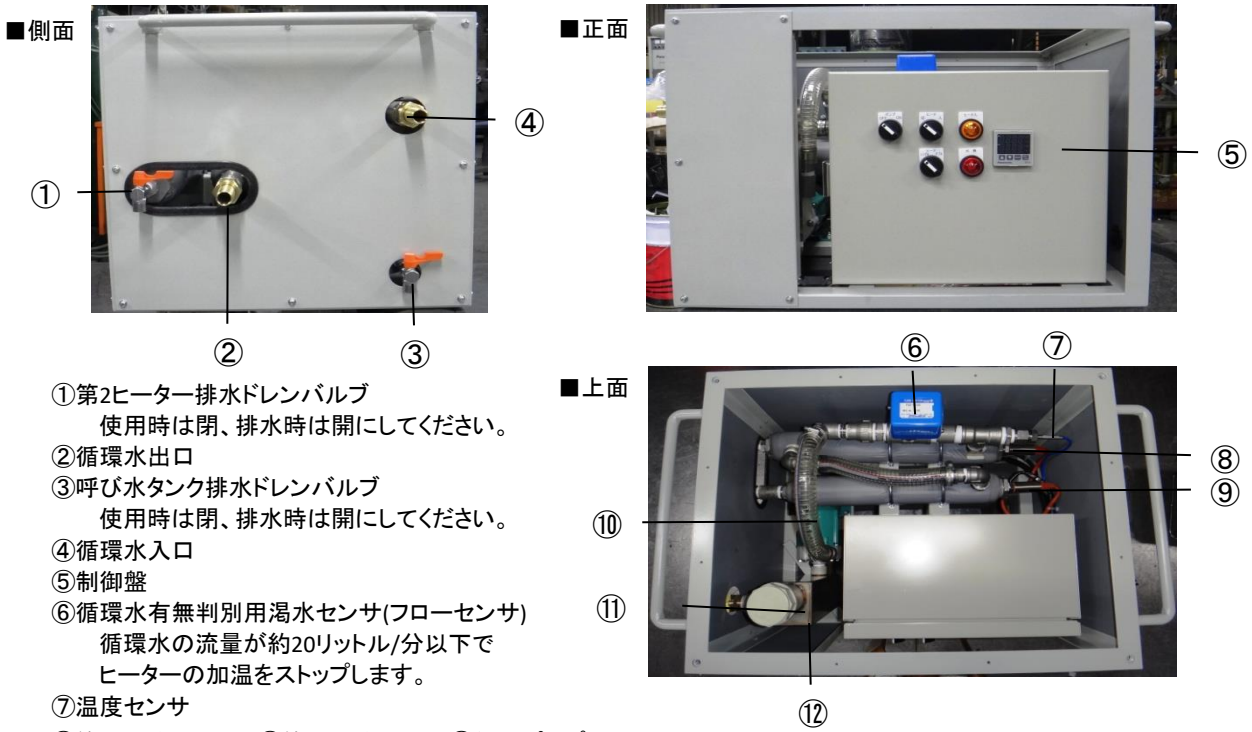 ■側面
■正面
④
⑤
①
②
③
⑥
⑦
①第2ヒーター排水ドレンバルブ
使用時は閉、排水時は開にしてください。
②循環水出口
③呼び水タンク排水ドレンバルブ
使用時は閉、排水時は開にしてください。
④循環水入口
⑤制御盤
⑥循環水有無判別用渇水センサ(フローセンサ)
循環水の流量が約20リットル/分以下で
ヒーターの加温をストップします。
⑦温度センサ
■上面
⑧
⑨
⑩
⑪
⑫